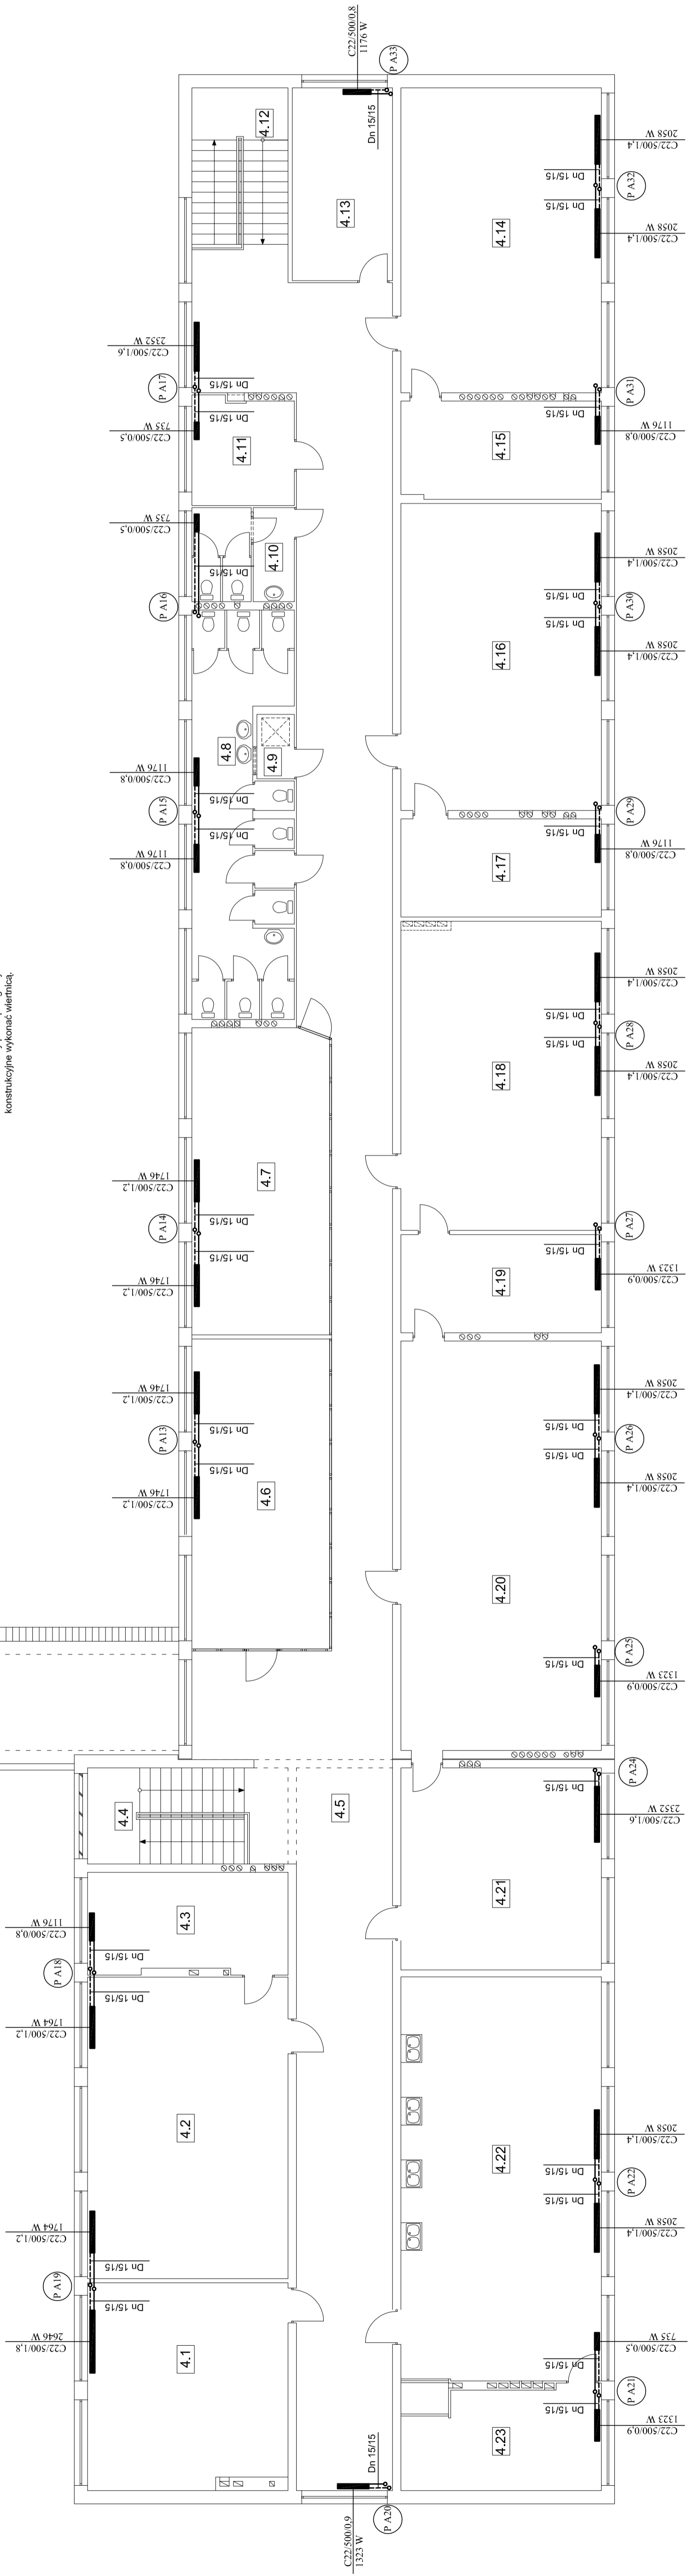 C22/500/0,8
1176 W
P A33
Dn 15/15
4.12
4.13
C22/500/1,6
2352 W
P A17
Dn 15/15
Dn 15/15
C22/500/0,5
735 W
4.11
C22/500/1,4
2058 W
Dn 15/15
P A32
Dn 15/15
C22/500/1,4
2058 W
4.14
C22/500/0,5
735 W
P A16
Dn 15/15
4.10
P A31
Dn 15/15
C22/500/0,8
1176 W
4.15
C22/500/1,4
2058 W
Dn 15/15
P A30
Dn 15/15
C22/500/1,4
2058 W
4.16
4.8
4.9
C22/500/0,8
1176 W
Dn 15/15
P A15
Dn 15/15
C22/500/0,8
1176 W
P A29
Dn 15/15
C22/500/0,8
1176 W
4.17
konstrukcyjne wykonać wiertnicą.
C22/500/1,4
2058 W
Dn 15/15
P A28
Dn 15/15
C22/500/1,4
2058 W
4.18
C22/500/1,2
1746 W
Dn 15/15
P A14
Dn 15/15
C22/500/1,2
1746 W
4.7
P A27
Dn 15/15
C22/500/0,9
1323 W
4.19
C22/500/1,2
1746 W
Dn 15/15
P A13
Dn 15/15
C22/500/1,2
1746 W
4.6
C22/500/1,4
2058 W
Dn 15/15
P A26
Dn 15/15
C22/500/1,4
2058 W
4.20
P A25
Dn 15/15
C22/500/0,9
1323 W
4.4
4.5
P A24
Dn 15/15
C22/500/1,6
2352 W
4.21
C22/500/0,8
1176 W
Dn 15/15
P A18
Dn 15/15
C22/500/1,2
1764 W
4.3
4.2
C22/500/1,4
2058 W
Dn 15/15
P A22
Dn 15/15
C22/500/1,4
2058 W
4.22
C22/500/1,2
1764 W
Dn 15/15
P A19
Dn 15/15
C22/500/1,8
2646 W
4.1
C22/500/0,5
735 W
Dn 15/15
P A21
Dn 15/15
C22/500/0,9
1323 W
4.23
Dn 15/15
C22/500/0,9
1323 W
P A20